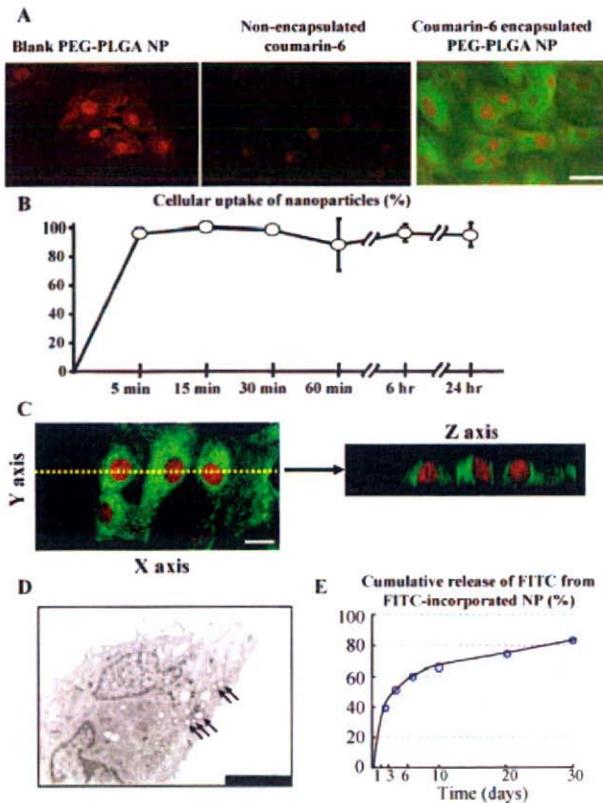 A
Blank PEG-PLGA NP
Non-encapsulated
coumarin-6
Coumarin-6 encapsulated
PEG-PLGA NP
B
Cellular uptake of nanoparticles (%)
100
80
60
40
20
0
5 min 15 min 30 min 60 min 6 hr 24 hr
C
Y axis
X axis
Z axis
D
E
Cumulative release of FITC from
FITC-incorporated NP (%)
80
60
40
20
0
1 3 6 10 20 30
Time (days)